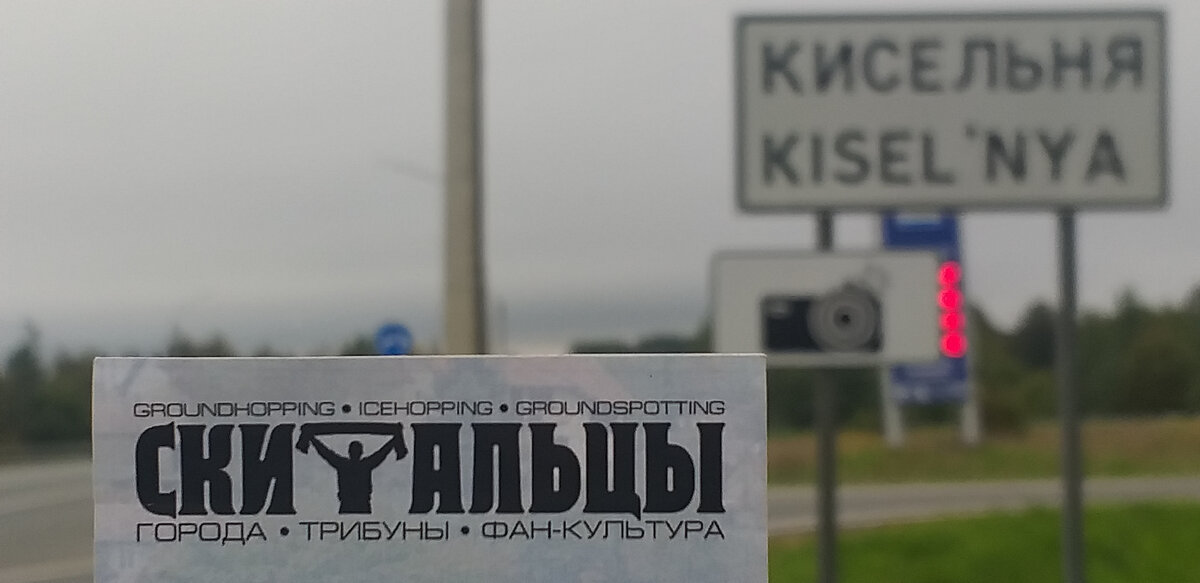 КИСЕЛЬНЯ
KISEL'NYA
GROUNDHOPPING • ICEHOPPING • GROUNDSPOTTING
СКИТАЛЬЦЫ
ГОРОДА • ТРИБУНЫ • ФАН-КУЛЬТУРА